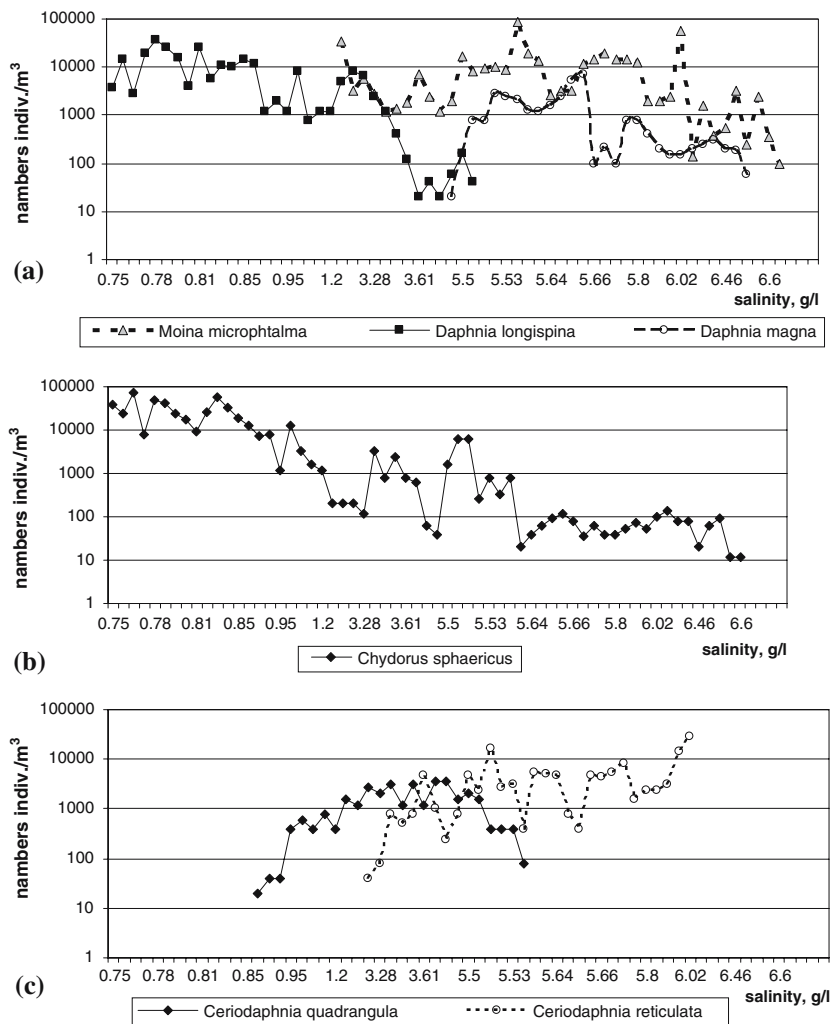 100000
10000
1000
100
10
1
nambers indiv./m³
0.75 0.78 0.81 0.85 0.95 1.2 3.28 3.61 5.5 5.53 5.64 5.66 5.8 6.02 6.46 6.6
salinity, g/l
(a)
Moina microphtalma Daphnia longispina Daphnia magna
100000
10000
1000
100
10
1
nambers indiv./m³
0.75 0.78 0.81 0.85 0.95 1.2 3.28 3.61 5.5 5.53 5.64 5.66 5.8 6.02 6.46 6.6
salinity, g/l
(b)
Chydorus sphaericus
100000
10000
1000
100
10
1
nambers indiv./m³
0.75 0.78 0.81 0.85 0.95 1.2 3.28 3.61 5.5 5.53 5.64 5.66 5.8 6.02 6.46 6.6
salinity, g/l
(c)
Ceriodaphnia quadrangula Ceriodaphnia reticulata